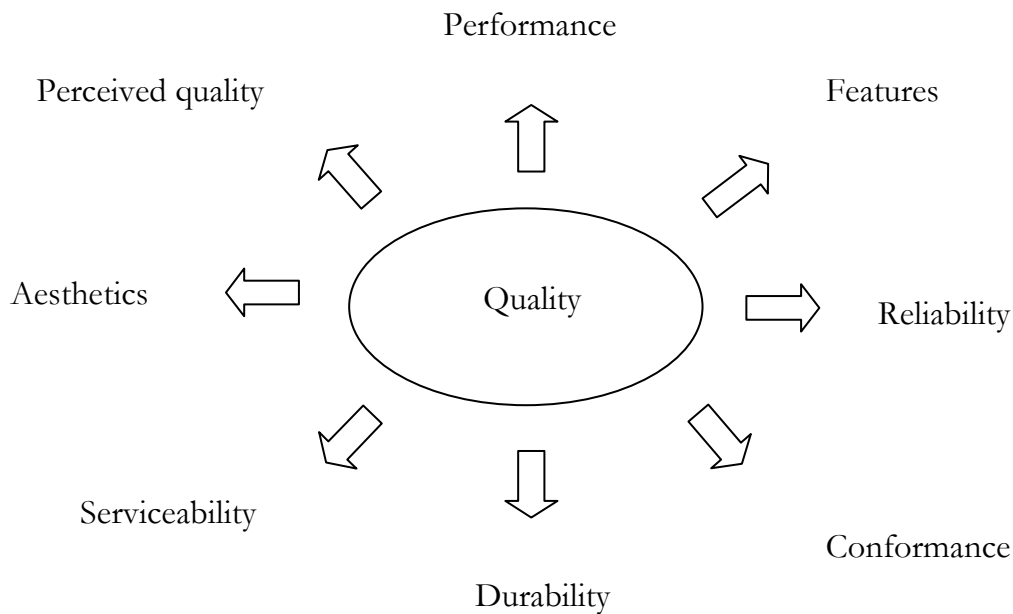 Performance
Perceived quality
Features
Aesthetics
Quality
Reliability
Serviceability
Conformance
Durability